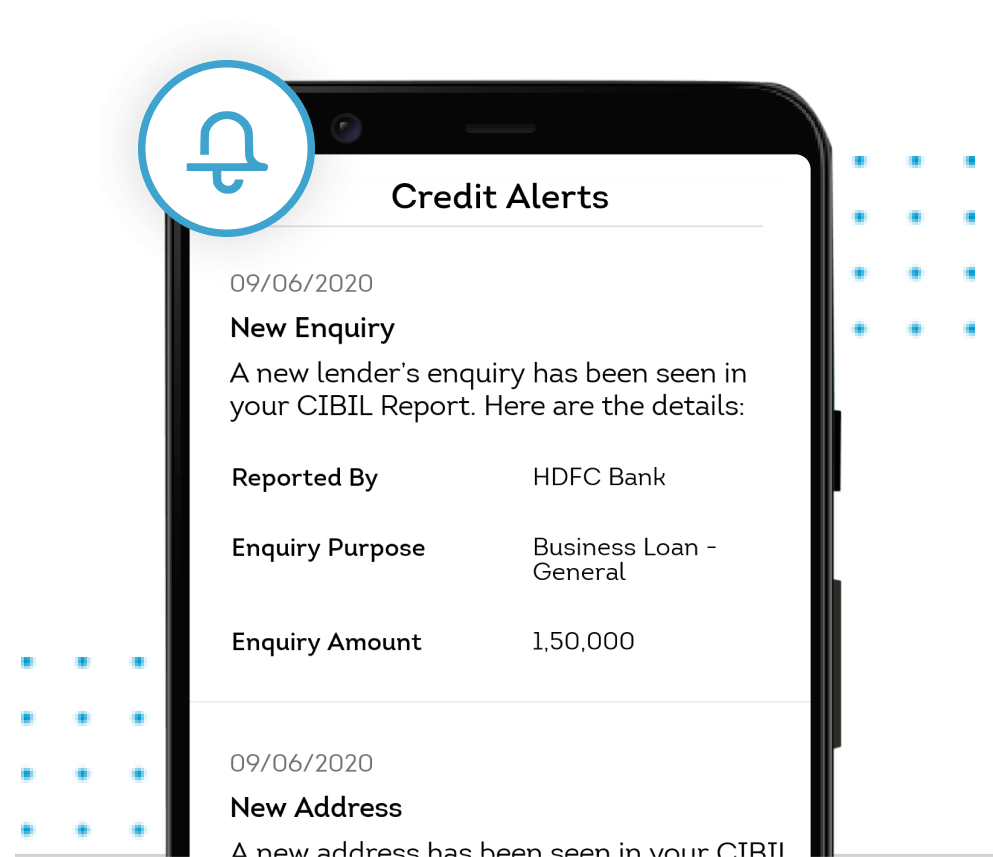 Credit Alerts
09/06/2020
New Enquiry
A new lender's enquiry has been seen in
your CIBIL Report. Here are the details:
Reported By HDFC Bank
Enquiry Purpose Business Loan -
General
Enquiry Amount 1,50,000
09/06/2020
New Address
A new address has been seen in your CIBIL